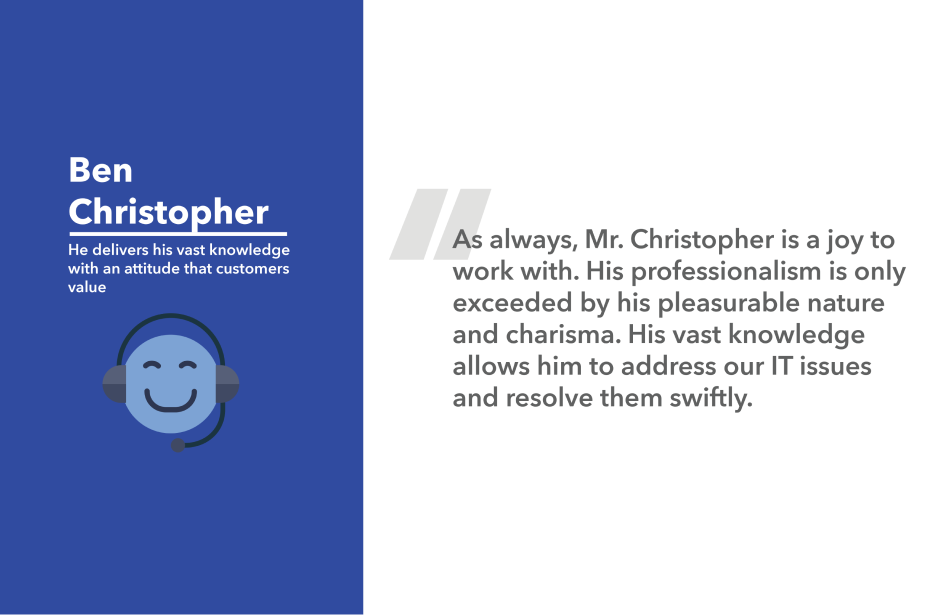 Ben
Christopher
He delivers his vast knowledge
with an attitude that customers
value
As always, Mr. Christopher is a joy to
work with. His professionalism is only
exceeded by his pleasurable nature
and charisma. His vast knowledge
allows him to address our IT issues
and resolve them swiftly.